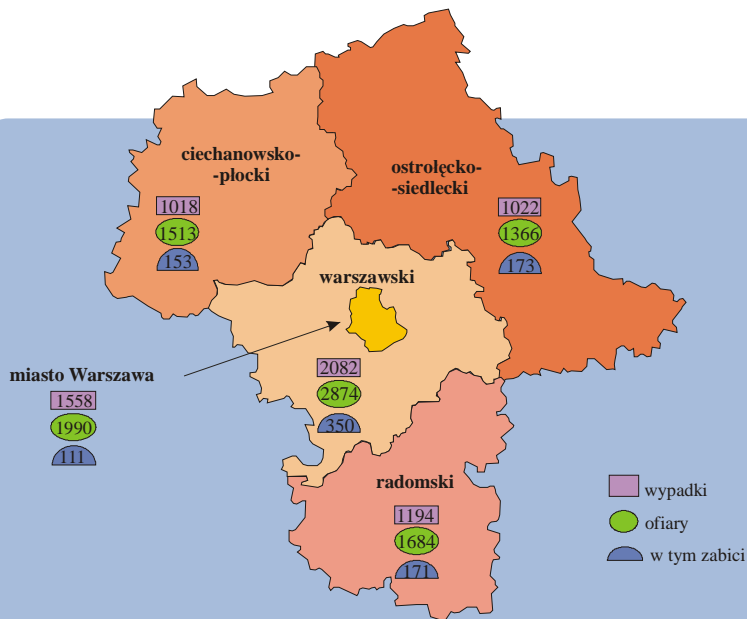 ciechanowsko-
-płocki
1018
1513
153
ostrołęcko-
-siedlecki
1022
1366
173
warszawski
2082
2874
350
miasto Warszawa
1558
1990
111
radomski
1194
1684
171
wypadki
ofiary
w tym zabici